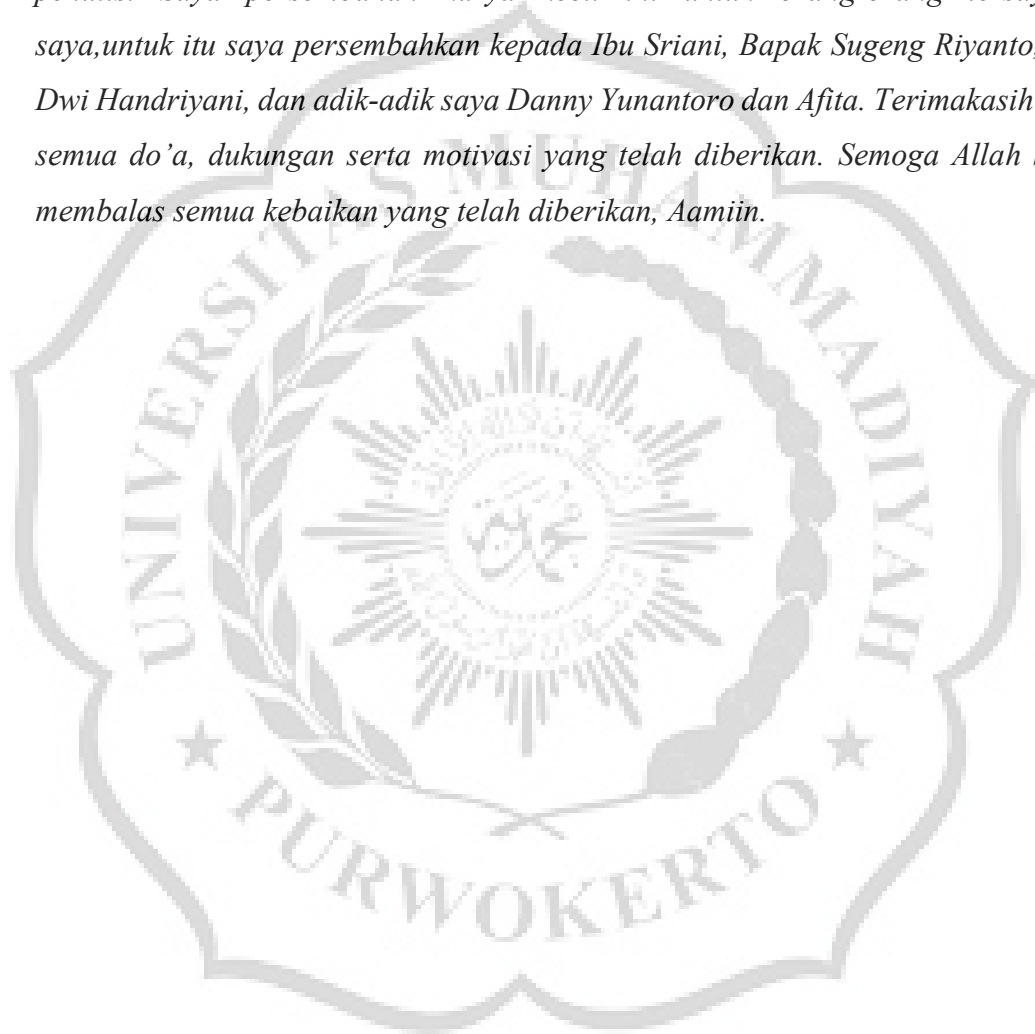 saya,untuk itu saya persembahkan kepada Ibu Sriani, Bapak Sugeng Riyanto,
Dwi Handriyani, dan adik-adik saya Danny Yunantoro dan Afita. Terimakasih
semua do’a, dukungan serta motivasi yang telah diberikan. Semoga Allah
membalas semua kebaikan yang telah diberikan, Aamiin.
UNIVERSITAS MUHAMMADIYAH
PURWOKERTO